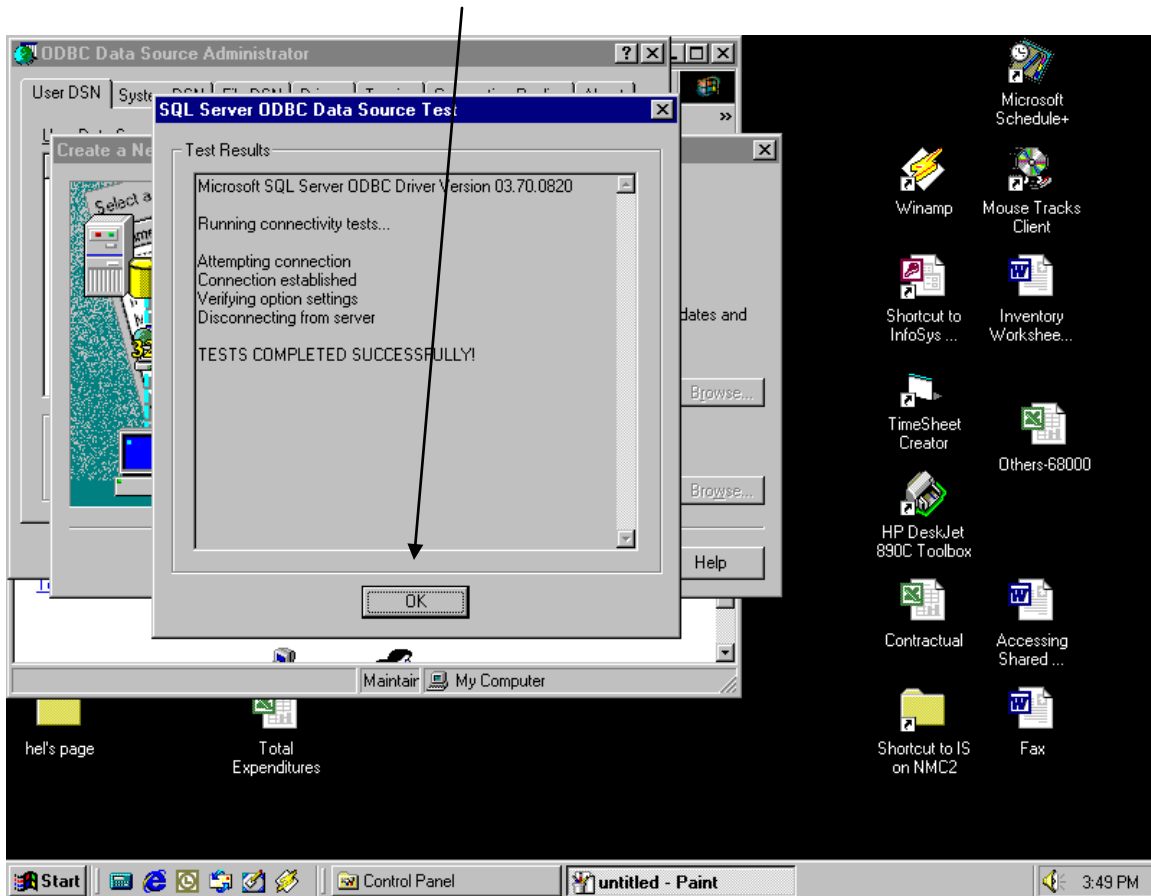 ODBC Data Source Administrator
User DSN
SQL Server ODBC Data Source Test
Create a Ne
Test Results
Microsoft SQL Server ODBC Driver Version 03.70.0820
Running connectivity tests...
Attempting connection
Connection established
Verifying option settings
Disconnecting from server
TESTS COMPLETED SUCCESSFULLY!
OK
Select a
dates and
Browse...
Browse...
Help
Maintain
My Computer
Microsoft
Schedule+
Winamp
Mouse Tracks
Client
Shortcut to
InfoSys ...
Inventory
Workshee...
TimeSheet
Creator
Others-68000
HP DeskJet
890C Toolbox
Contractual
Accessing
Shared ...
Shortcut to IS
on NMC2
Fax
hel's page
Total
Expenditures
Start
Control Panel
untitled - Paint
3:49 PM